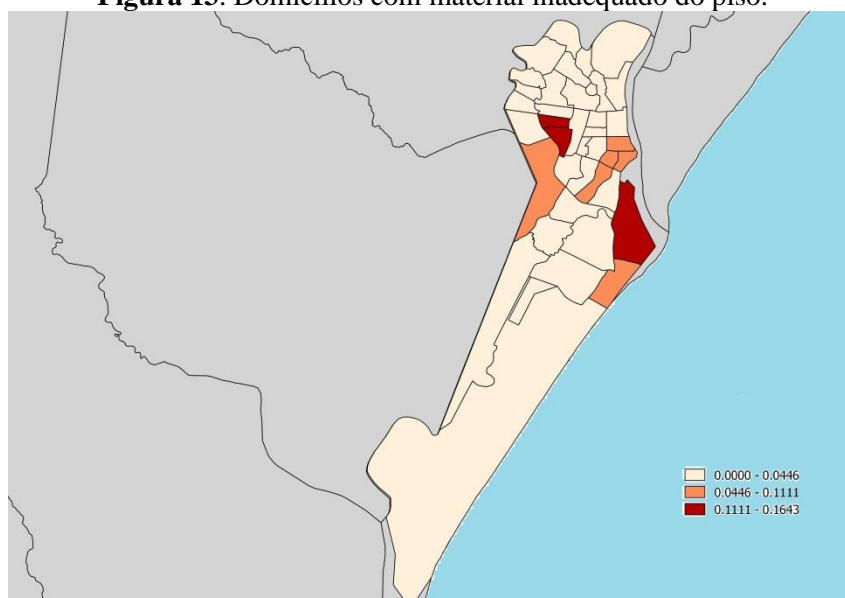 Figura 15. Domicílios com material inadequado do piso.
0.0000 - 0.0446
0.0446 - 0.1111
0.1111 - 0.1643